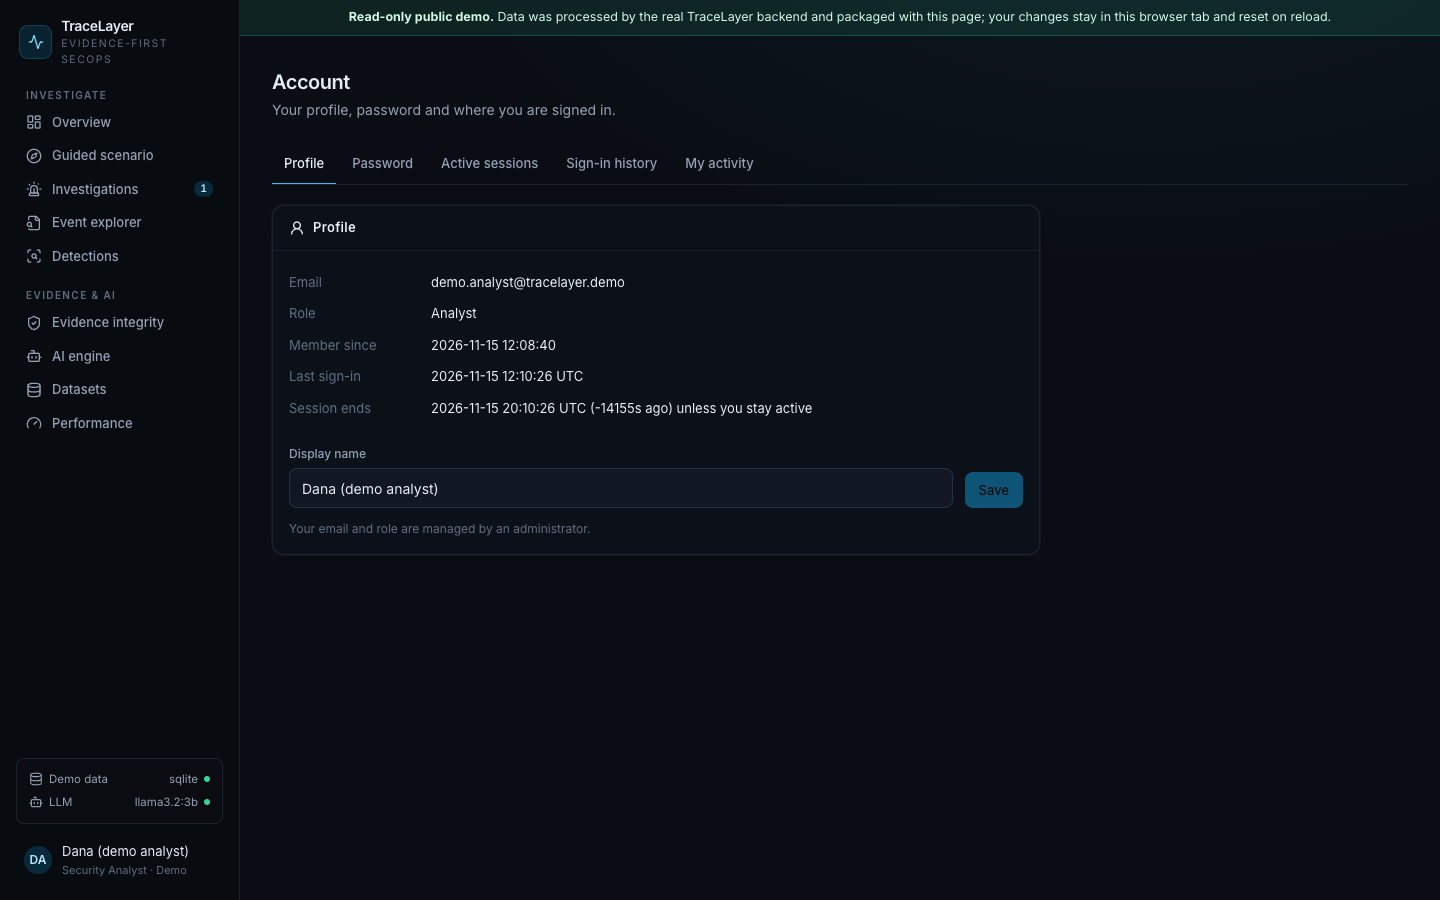 TraceLayer
EVIDENCE-FIRST
SECOPS
Read-only public demo. Data was processed by the real TraceLayer backend and packaged with this page; your changes stay in this browser tab and reset on reload.
INVESTIGATE
Overview
Guided scenario
Investigations 1
Event explorer
Detections
EVIDENCE & AI
Evidence integrity
AI engine
Datasets
Performance
Demo data sqlite
LLM llama3.2:3b
DA
Dana (demo analyst)
Security Analyst · Demo
Account
Your profile, password and where you are signed in.
Profile Password Active sessions Sign-in history My activity
Profile
Email demo.analyst@tracelayer.demo
Role Analyst
Member since 2026-11-15 12:08:40
Last sign-in 2026-11-15 12:10:26 UTC
Session ends 2026-11-15 20:10:26 UTC (-14155s ago) unless you stay active
Display name
Dana (demo analyst) Save
Your email and role are managed by an administrator.